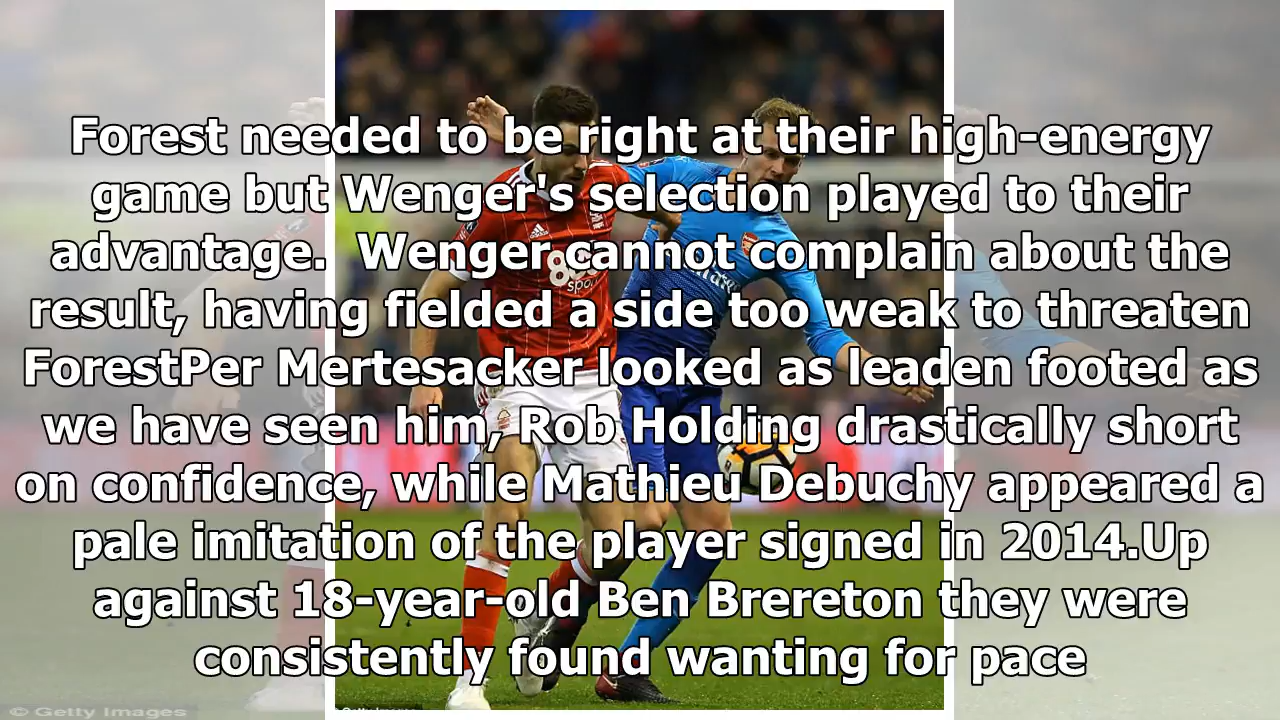 Forest needed to be right at their high-energy
game but Wenger's selection played to their
advantage.  Wenger cannot complain about the
result, having fielded a side too weak to threaten
ForestPer Mertesacker looked as leaden footed as
we have seen him, Rob Holding drastically short
on confidence, while Mathieu Debuchy appeared a
pale imitation of the player signed in 2014.Up
against 18-year-old Ben Brereton they were
consistently found wanting for pace
© Getty Images